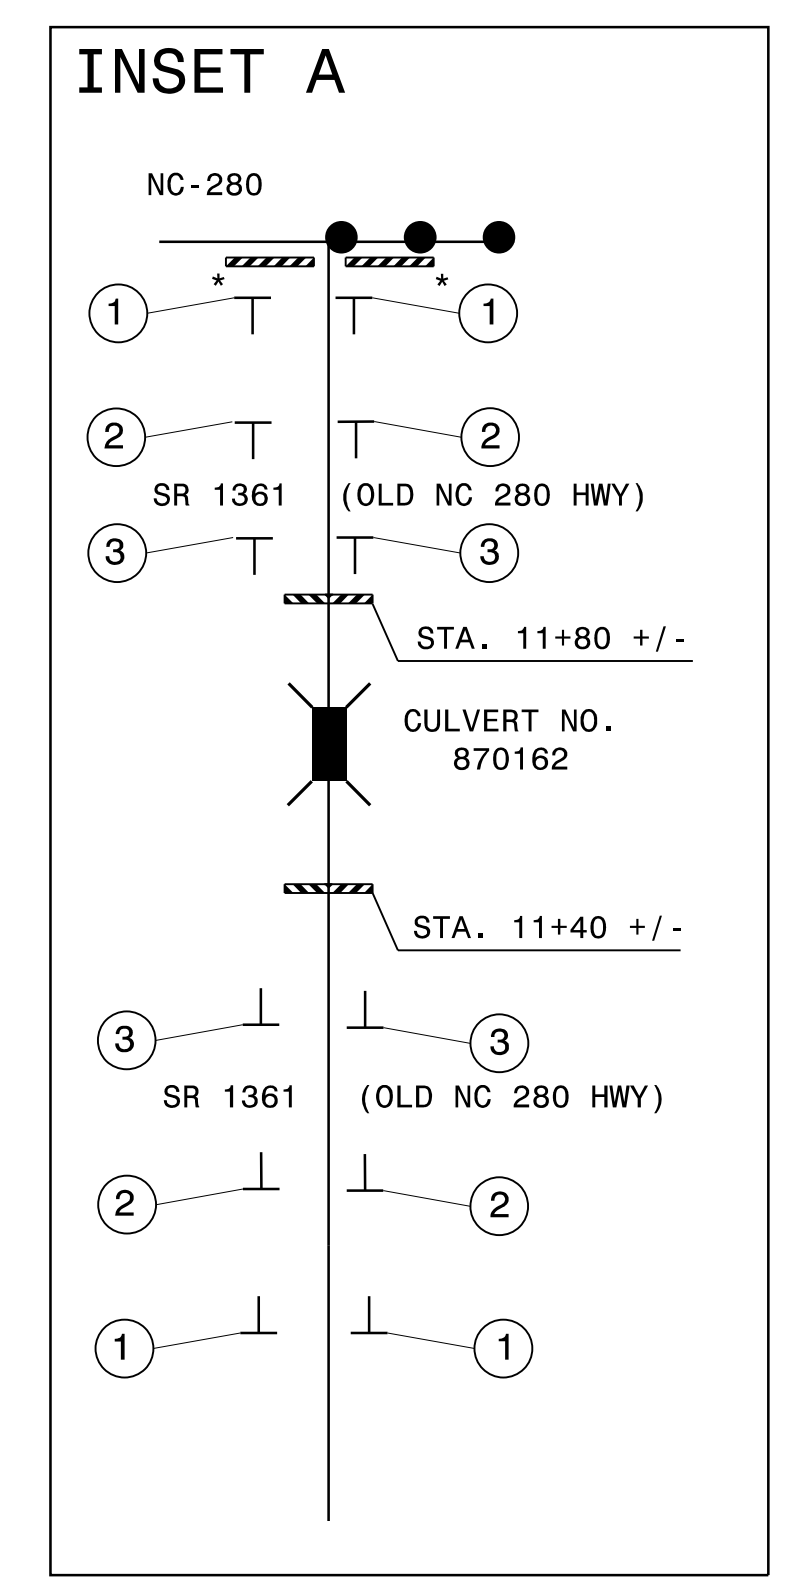 INSET A
NC-280
* *
1 1
2 2
SR 1361 (OLD NC 280 HWY)
3 3
STA. 11+80 +/-
CULVERT NO.
870162
STA. 11+40 +/-
3 3
SR 1361 (OLD NC 280 HWY)
2 2
1 1